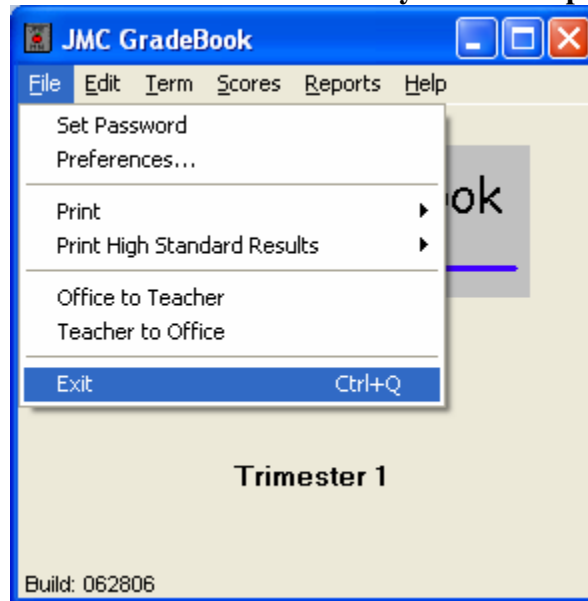 JMC GradeBook
File Edit Term Scores Reports Help
Set Password
Preferences...
ok
Print
Print High Standard Results
Office to Teacher
Teacher to Office
Exit Ctrl+Q
Trimester 1
Build: 062806